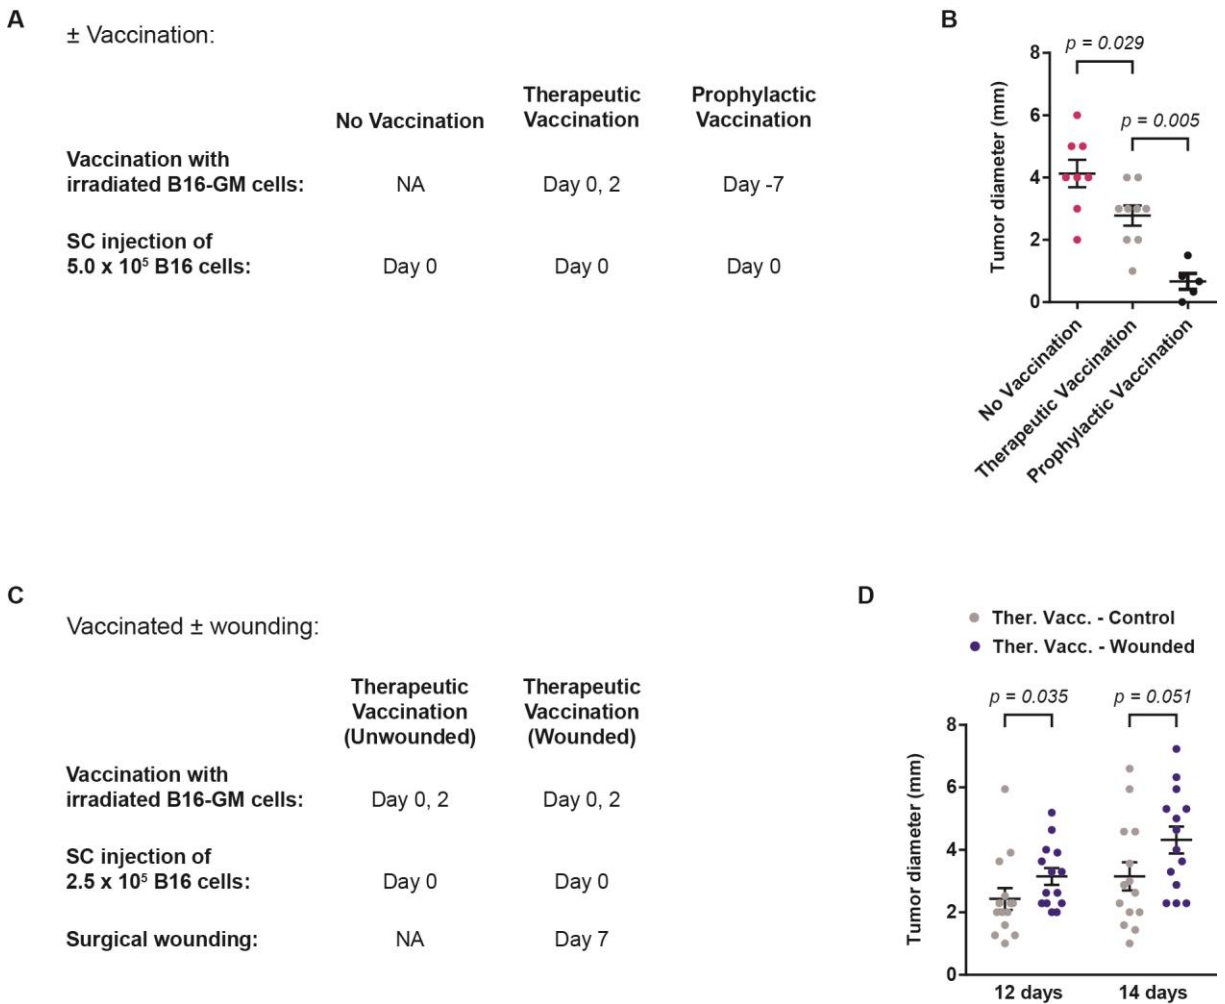 A
± Vaccination:
No Vaccination
Therapeutic
Vaccination
Prophylactic
Vaccination
Vaccination with
irradiated B16-GM cells:
NA
Day 0, 2
Day -7
SC injection of
5.0 x 10⁵ B16 cells:
Day 0
Day 0
Day 0
B
p = 0.029
p = 0.005
Tumor diameter (mm)
8
6
4
2
0
No Vaccination
Therapeutic Vaccination
Prophylactic Vaccination
C
Vaccinated ± wounding:
Therapeutic
Vaccination
(Unwounded)
Therapeutic
Vaccination
(Wounded)
Vaccination with
irradiated B16-GM cells:
Day 0, 2
Day 0, 2
SC injection of
2.5 x 10⁵ B16 cells:
Day 0
Day 0
Surgical wounding:
NA
Day 7
D
Ther. Vacc. - Control
Ther. Vacc. - Wounded
p = 0.035
p = 0.051
Tumor diameter (mm)
8
6
4
2
0
12 days
14 days